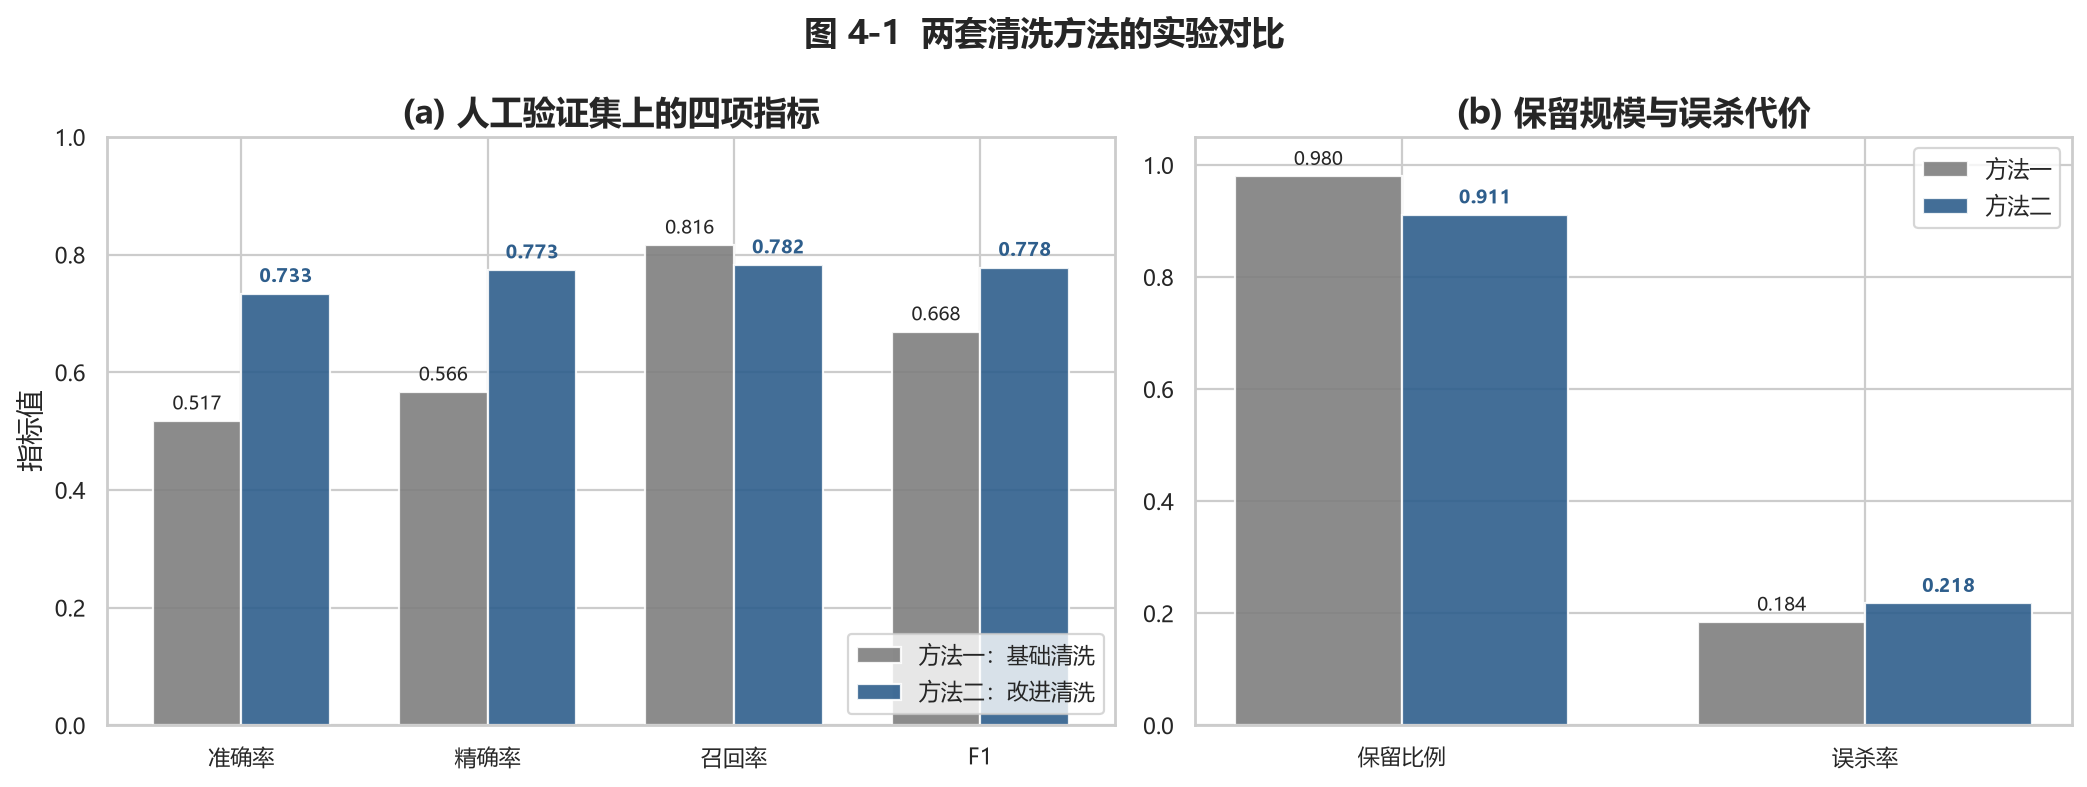 图 4-1 两套清洗方法的实验对比
(a) 人工验证集上的四项指标
指标值
1.0
0.8
0.6
0.4
0.2
0.0
0.517
0.733
0.566
0.773
0.816
0.782
0.668
0.778
方法一：基础清洗
方法二：改进清洗
准确率
精确率
召回率
F1
(b) 保留规模与误杀代价
1.0
0.8
0.6
0.4
0.2
0.0
0.980
0.911
0.184
0.218
方法一
方法二
保留比例
误杀率